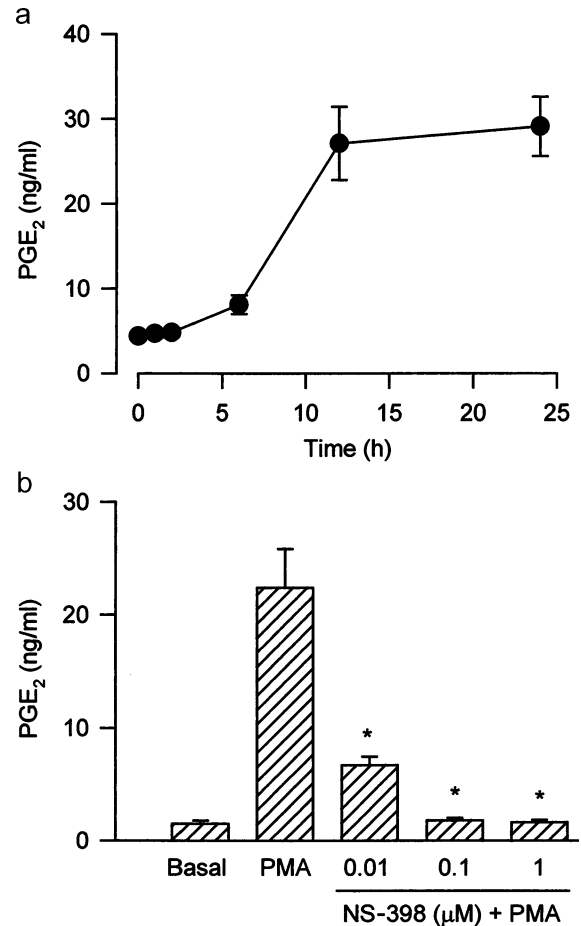 a
40
30
20
10
0
PGE₂ (ng/ml)
0 5 10 15 20 25
Time (h)
b
30
20
10
0
PGE₂ (ng/ml)
* * *
Basal PMA 0.01 0.1 1
NS-398 (μM) + PMA